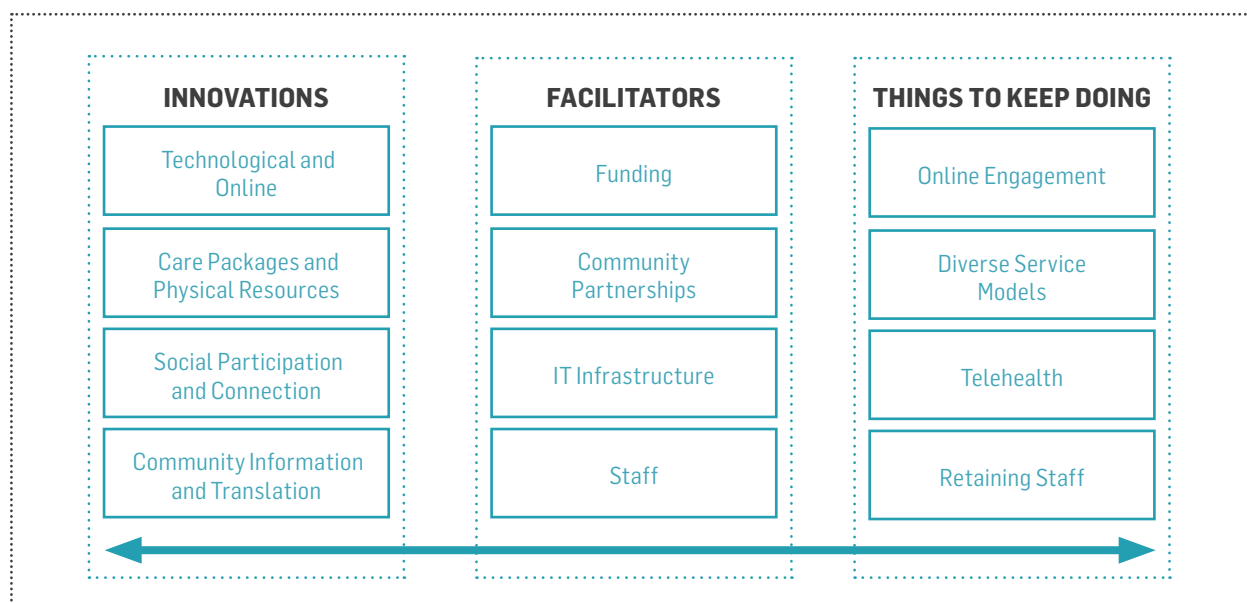 INNOVATIONS
Technological and
Online
Care Packages and
Physical Resources
Social Participation
and Connection
Community Information
and Translation
FACILITATORS
Funding
Community
Partnerships
IT Infrastructure
Staff
THINGS TO KEEP DOING
Online Engagement
Diverse Service
Models
Telehealth
Retaining Staff